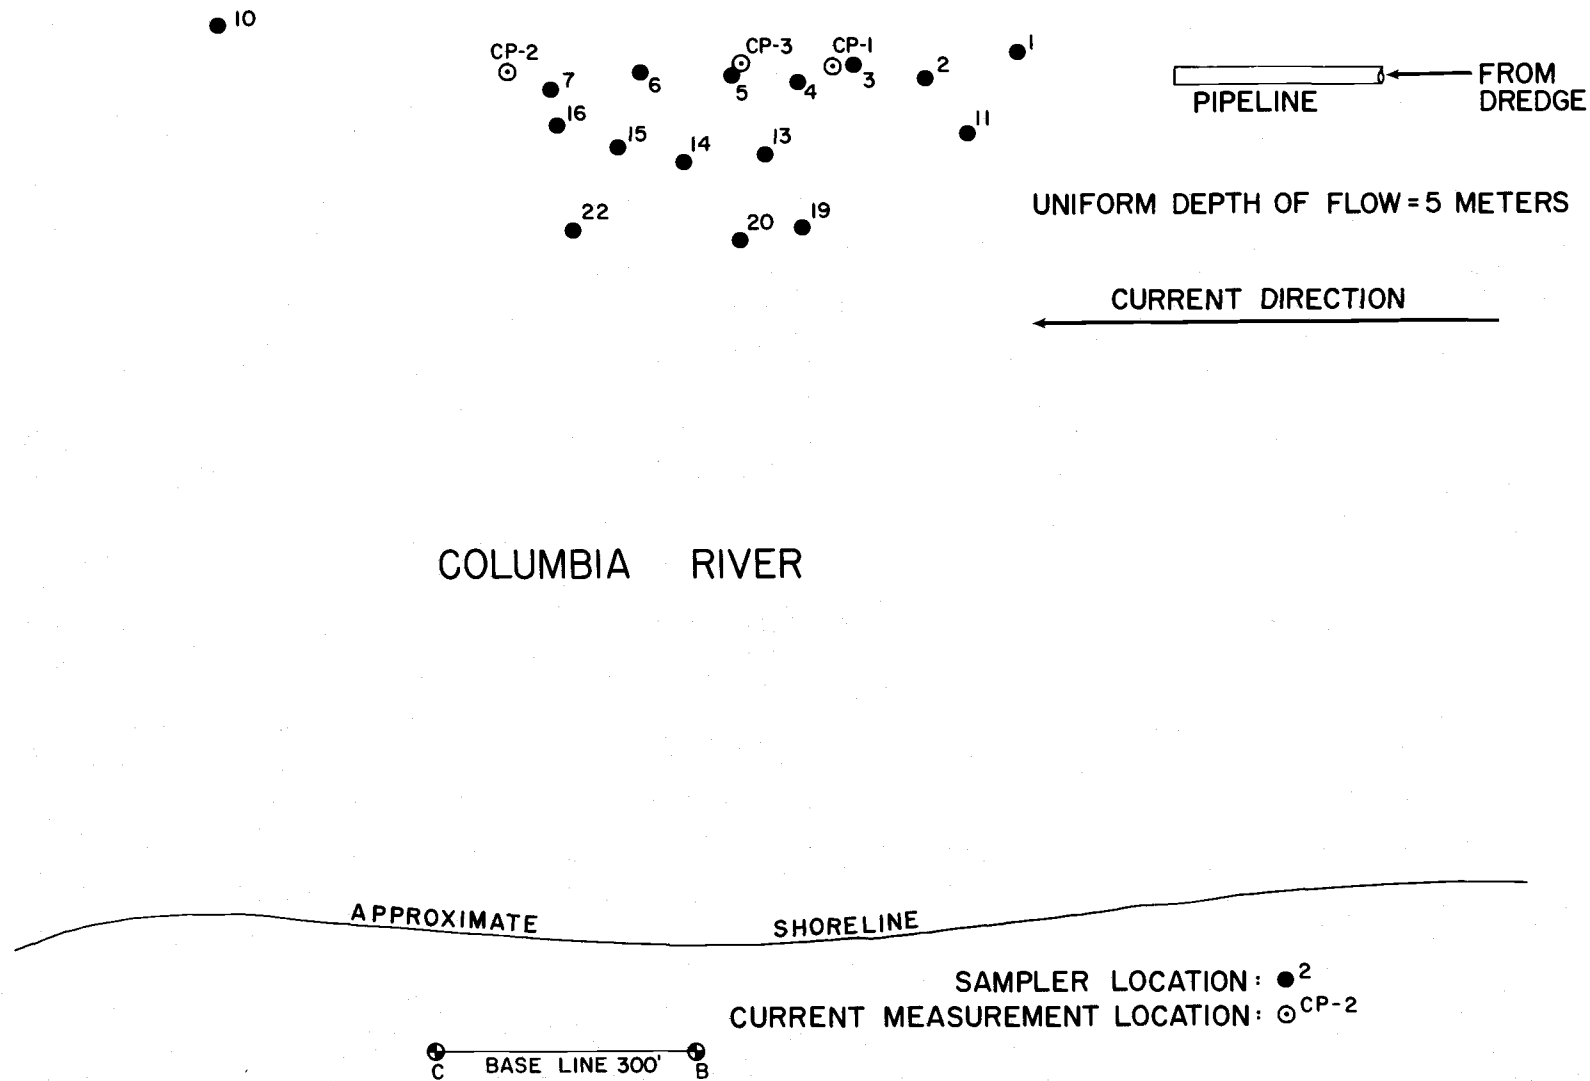 10
1
CP-2
CP-3
CP-1
7
6
5
4
3
2
FROM
DREDGE
PIPELINE
16
15
14
13
11
22
20
19
UNIFORM DEPTH OF FLOW = 5 METERS
CURRENT DIRECTION
COLUMBIA RIVER
APPROXIMATE SHORELINE
SAMPLER LOCATION: 2
CURRENT MEASUREMENT LOCATION: CP-2
C BASE LINE 300' B